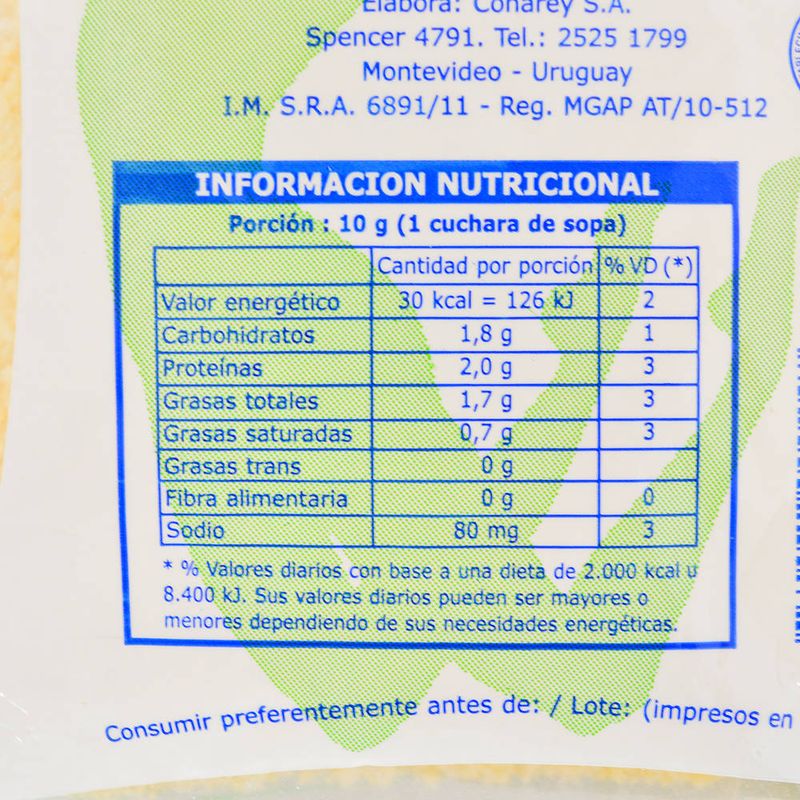 Elabora: Conarey S.A.
Spencer 4791. Tel.: 2525 1799
Montevideo - Uruguay
I.M. S.R.A. 6891/11 - Reg. MGAP AT/10-512
INFORMACION NUTRICIONAL
Porción : 10 g (1 cuchara de sopa)
Cantidad por porción % VD (*)
Valor energético 30 kcal = 126 kJ 2
Carbohidratos 1,8 g 1
Proteínas 2,0 g 3
Grasas totales 1,7 g 3
Grasas saturadas 0,7 g 3
Grasas trans 0 g
Fibra alimentaria 0 g 0
Sodio 80 mg 3
* % Valores diarios con base a una dieta de 2.000 kcal u
8.400 kJ. Sus valores diarios pueden ser mayores o
menores dependiendo de sus necesidades energéticas.
Consumir preferentemente antes de: / Lote: (impresos en